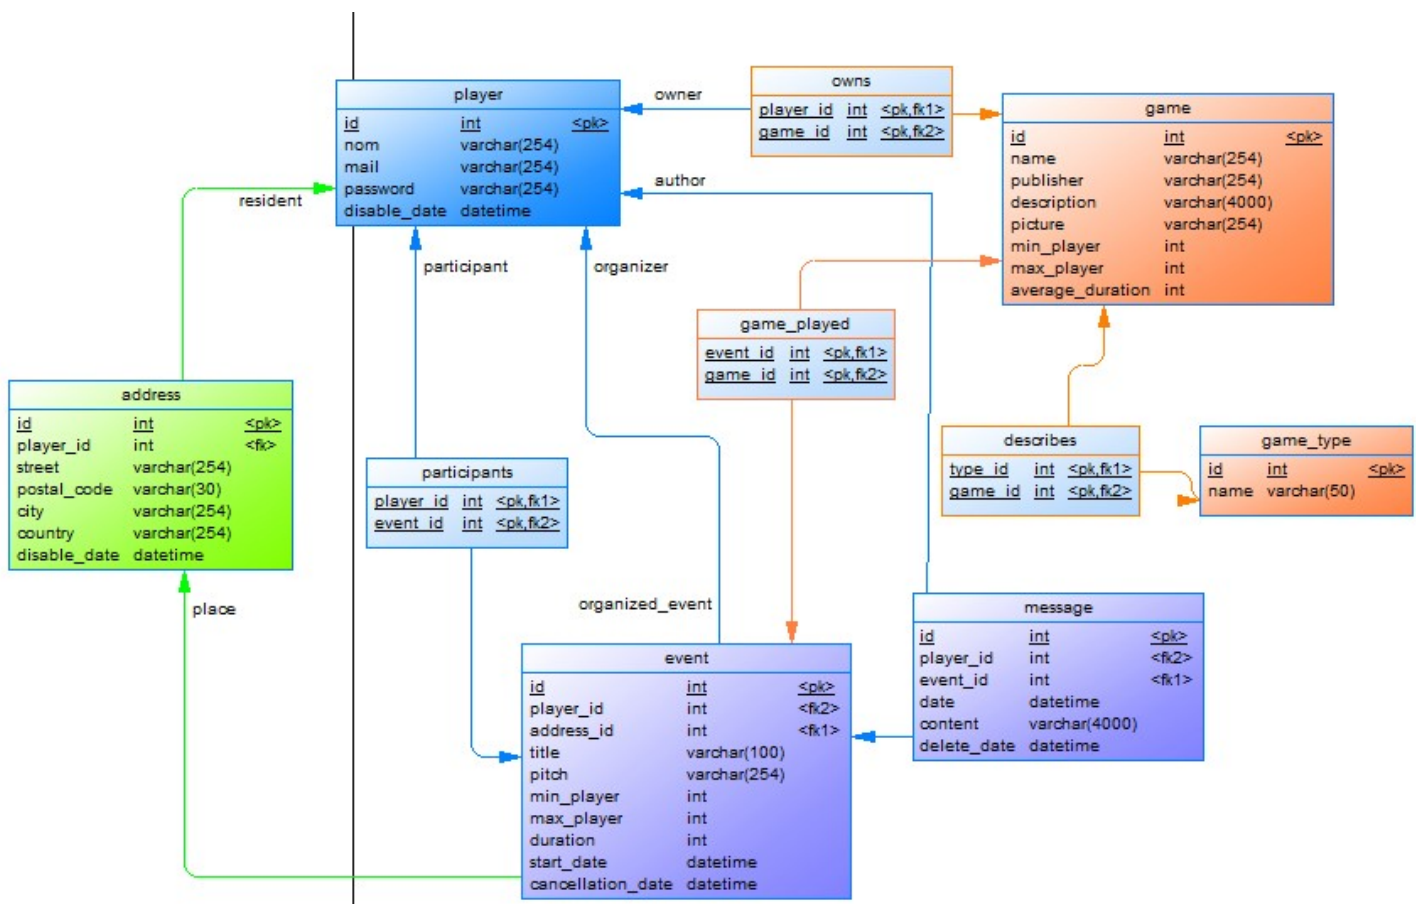 player
id int <pk>
nom varchar(254)
mail varchar(254)
password varchar(254)
disable_date datetime
owner
owns
player_id int <pk,fk1>
game_id int <pk,fk2>
game
id int <pk>
name varchar(254)
publisher varchar(254)
description varchar(4000)
picture varchar(254)
min_player int
max_player int
average_duration int
author
resident
participant
organizer
game_played
event_id int <pk,fk1>
game_id int <pk,fk2>
address
id int <pk>
player_id int <fk>
street varchar(254)
postal_code varchar(30)
city varchar(254)
country varchar(254)
disable_date datetime
participants
player_id int <pk,fk1>
event_id int <pk,fk2>
describes
type_id int <pk,fk1>
game_id int <pk,fk2>
game_type
id int <pk>
name varchar(50)
place
organized_event
event
id int <pk>
player_id int <fk2>
address_id int <fk1>
title varchar(100)
pitch varchar(254)
min_player int
max_player int
duration int
start_date datetime
cancellation_date datetime
message
id int <pk>
player_id int <fk2>
event_id int <fk1>
date datetime
content varchar(4000)
delete_date datetime